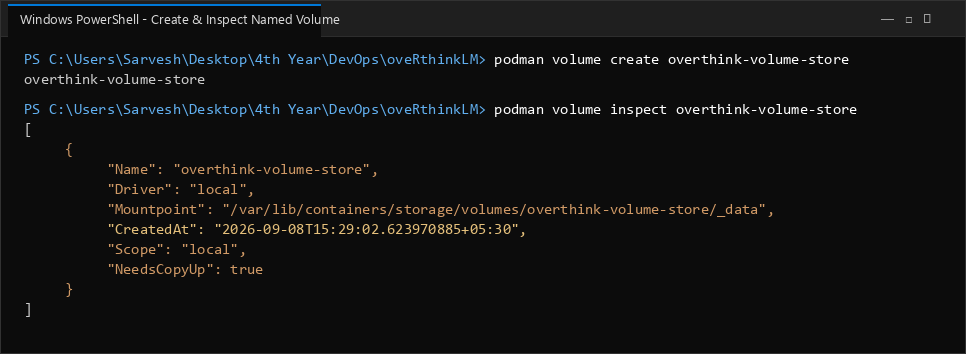 Windows PowerShell - Create & Inspect Named Volume
PS C:\Users\Sarvesh\Desktop\4th Year\DevOps\oveRthinkLM> podman volume create overthink-volume-store
overthink-volume-store
PS C:\Users\Sarvesh\Desktop\4th Year\DevOps\oveRthinkLM> podman volume inspect overthink-volume-store
[
     {
          "Name": "overthink-volume-store",
          "Driver": "local",
          "Mountpoint": "/var/lib/containers/storage/volumes/overthink-volume-store/_data",
          "CreatedAt": "2026-09-08T15:29:02.623970885+05:30",
          "Scope": "local",
          "NeedsCopyUp": true
     }
]